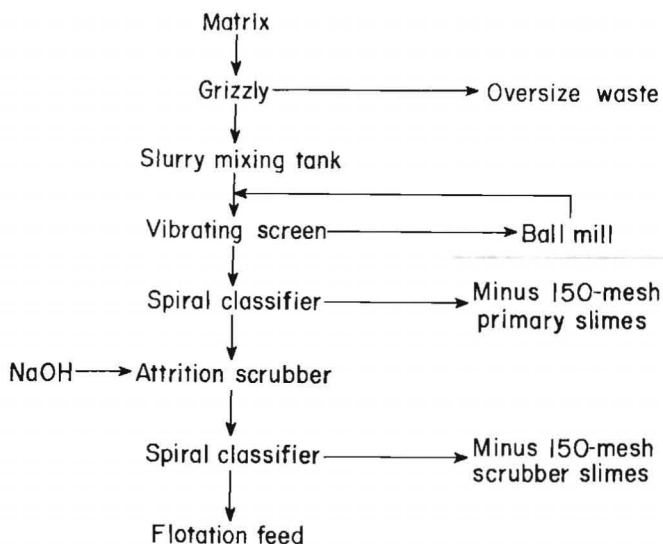 Matrix
Grizzly
Oversize waste
Slurry mixing tank
Vibrating screen
Ball mill
Spiral classifier
Minus 150-mesh
primary slimes
NaOH
Attrition scrubber
Spiral classifier
Minus 150-mesh
scrubber slimes
Flotation feed